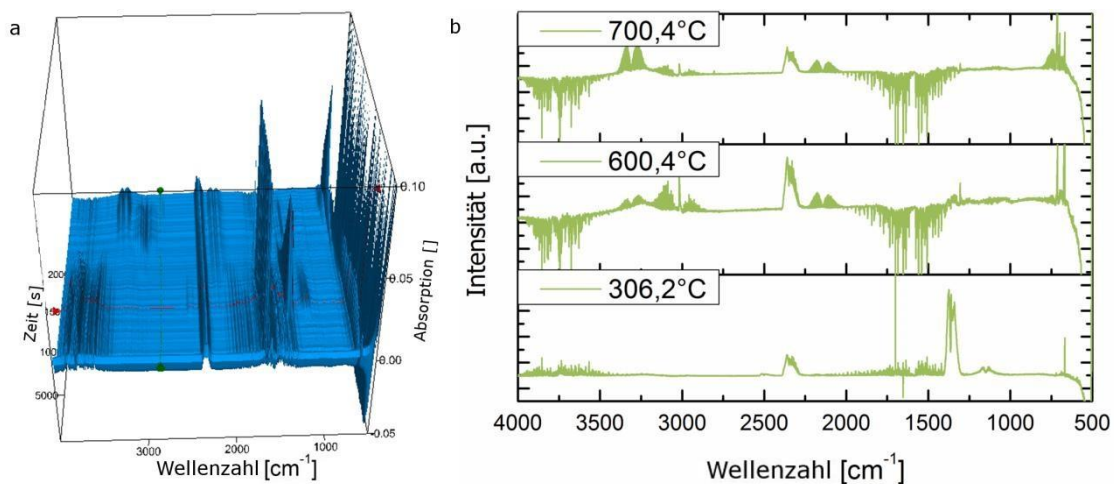 a
0.10
0.05
0.00
-0.05
Absorption []
Zeit [s]
200
100
5000
3000
2000
1000
Wellenzahl [cm⁻¹]
b
700,4°C
600,4°C
306,2°C
Intensität [a.u.]
4000 3500 3000 2500 2000 1500 1000 500
Wellenzahl [cm⁻¹]